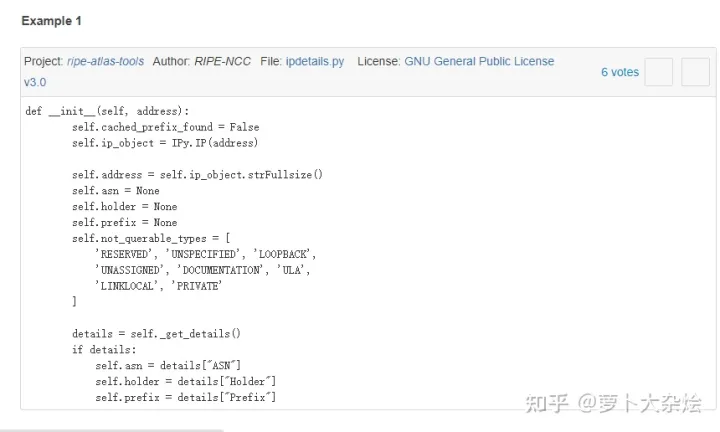 Example 1
Project: ripe-atlas-tools Author: RIPE-NCC File: ipdetails.py License: GNU General Public License
v3.0
6 votes
def __init__(self, address):
        self.cached_prefix_found = False
        self.ip_object = IPy.IP(address)

        self.address = self.ip_object.strFullsize()
        self.asn = None
        self.holder = None
        self.prefix = None
        self.not_querable_types = [
            'RESERVED', 'UNSPECIFIED', 'LOOPBACK',
            'UNASSIGNED', 'DOCUMENTATION', 'ULA',
            'LINKLOCAL', 'PRIVATE'
        ]

        details = self._get_details()
        if details:
            self.asn = details["ASN"]
            self.holder = details["Holder"]
            self.prefix = details["Prefix"]
知乎 @萝卜大杂烩